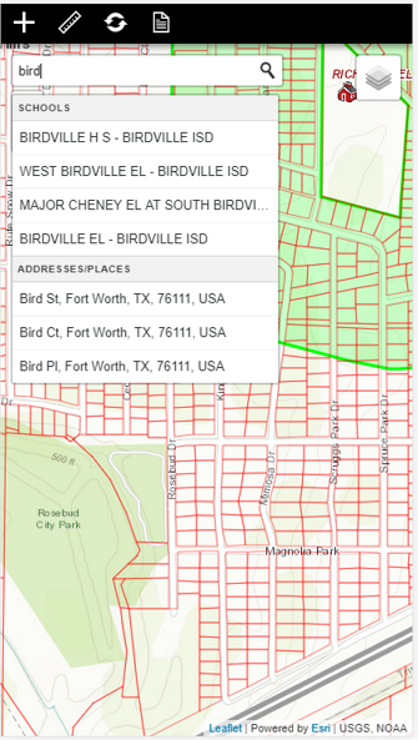 bird
RICH
EL
SCHOOLS
BIRDVILLE H S - BIRDVILLE ISD
WEST BIRDVILLE EL - BIRDVILLE ISD
MAJOR CHENEY EL AT SOUTH BIRDVI...
BIRDVILLE EL - BIRDVILLE ISD
ADDRESSES/PLACES
Bird St, Fort Worth, TX, 76111, USA
Bird Ct, Fort Worth, TX, 76111, USA
Bird Pl, Fort Worth, TX, 76111, USA
Rufe Snow Dr
Dr
500 ft
Rosebud Dr
Mimosa Dr
Scruggs Park Dr
Spruce Park Dr
Rosebud
City Park
Magnolia Park
Leaflet | Powered by Esri | USGS, NOAA